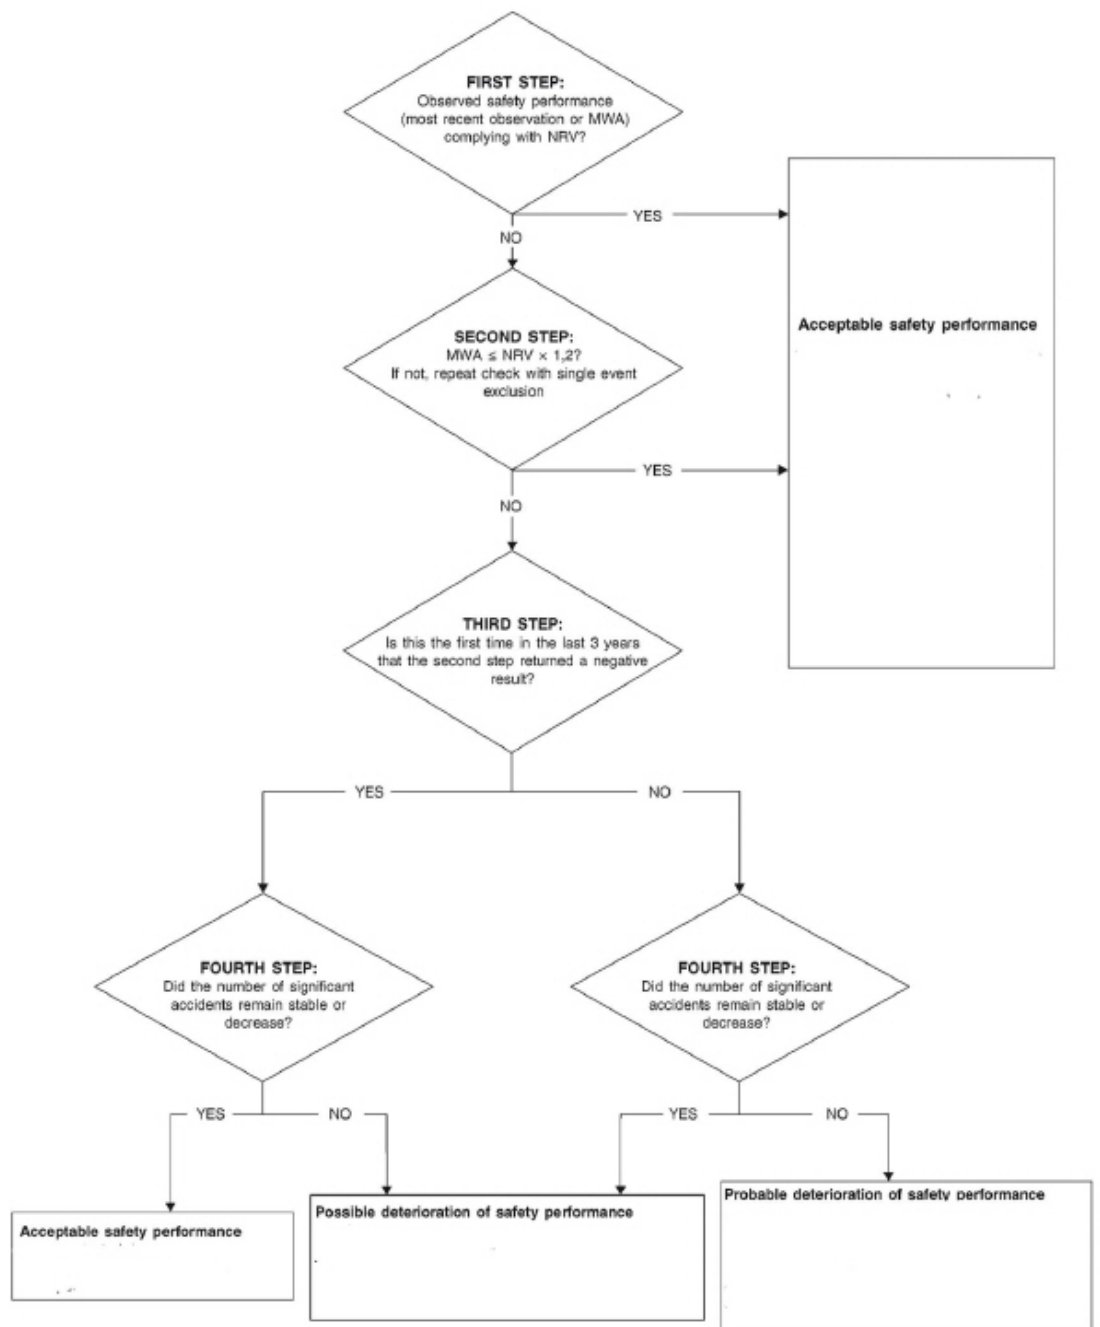 FIRST STEP:
Observed safety performance
(most recent observation or MWA)
complying with NRV?
YES
NO
Acceptable safety performance
SECOND STEP:
MWA ≤ NRV × 1,2?
If not, repeat check with single event
exclusion
YES
NO
THIRD STEP:
Is this the first time in the last 3 years
that the second step returned a negative
result?
YES
NO
FOURTH STEP:
Did the number of significant
accidents remain stable or
decrease?
FOURTH STEP:
Did the number of significant
accidents remain stable or
decrease?
YES
NO
YES
NO
Acceptable safety performance
Possible deterioration of safety performance
Probable deterioration of safety performance